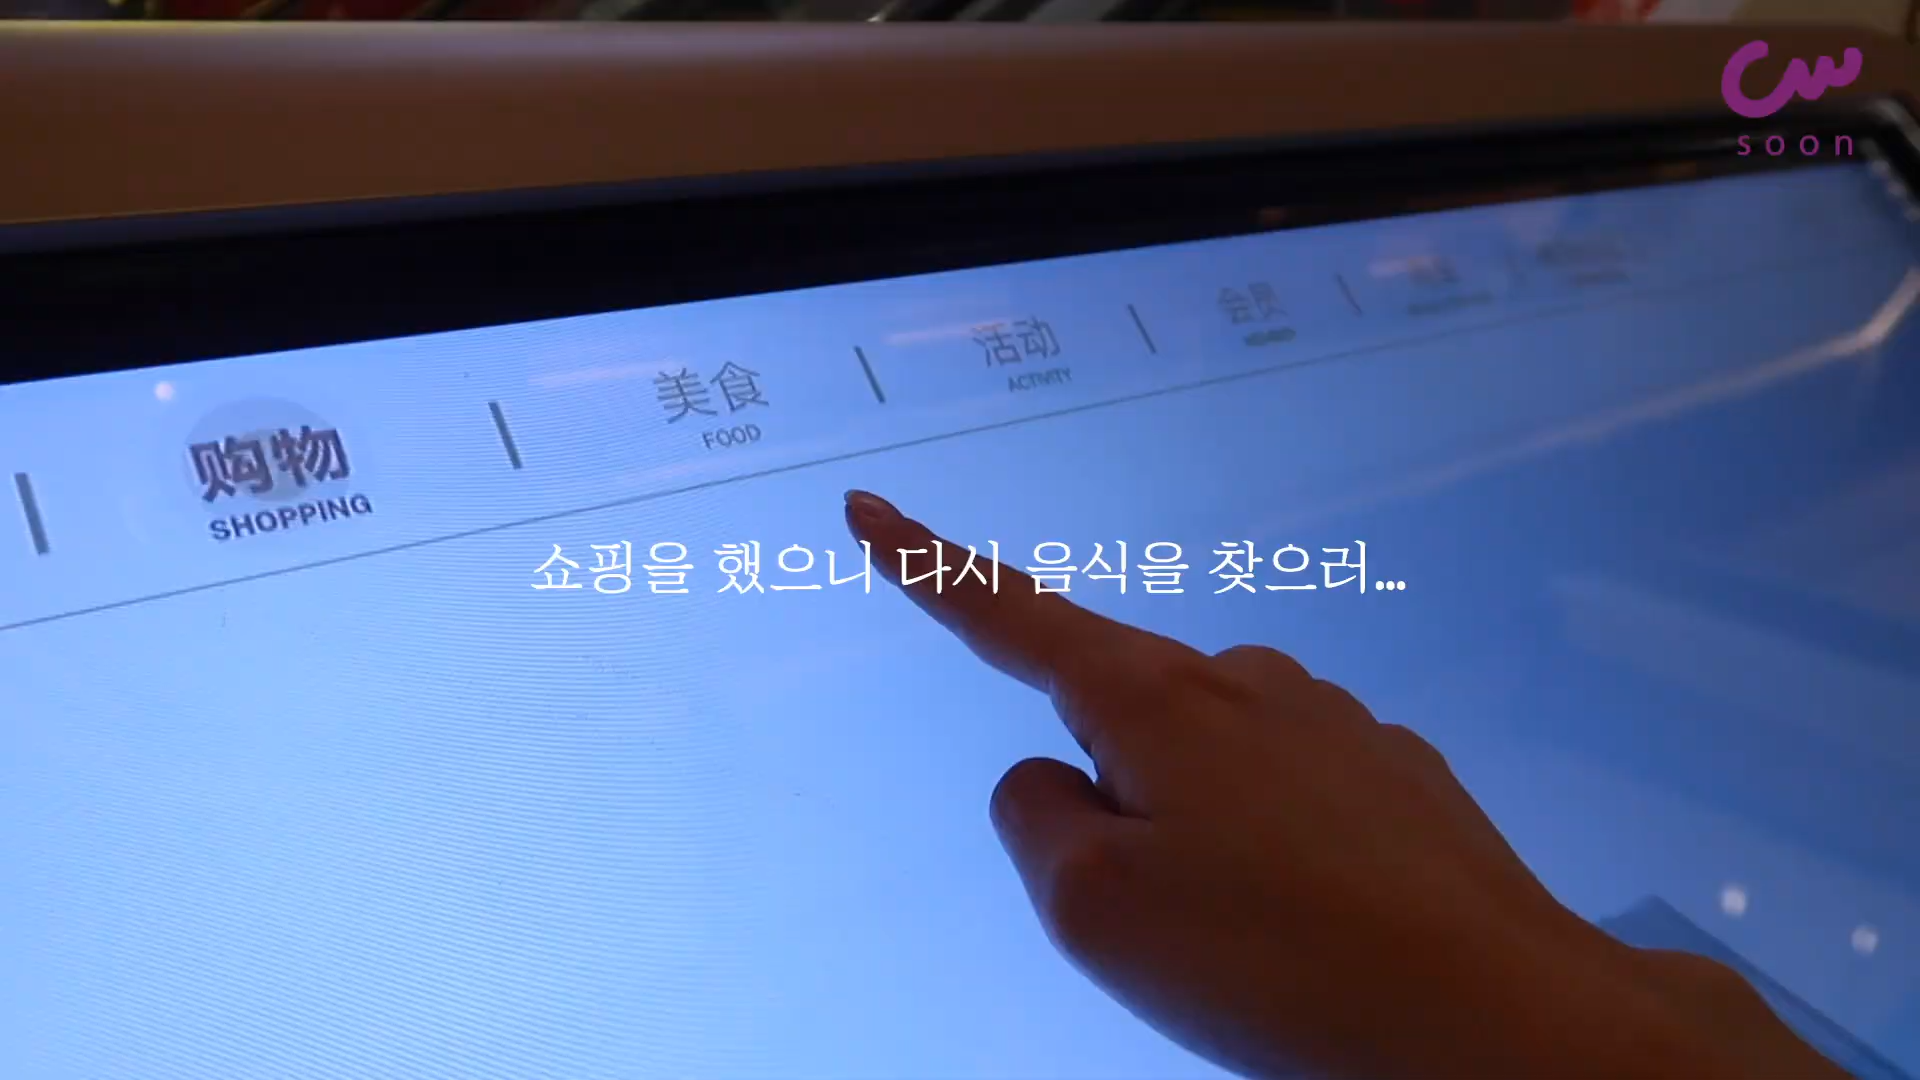 soon
购物
SHOPPING
美食
FOOD
活动
ACTIVITY
会员
쇼핑을 했으니 다시 음식을 찾으러...